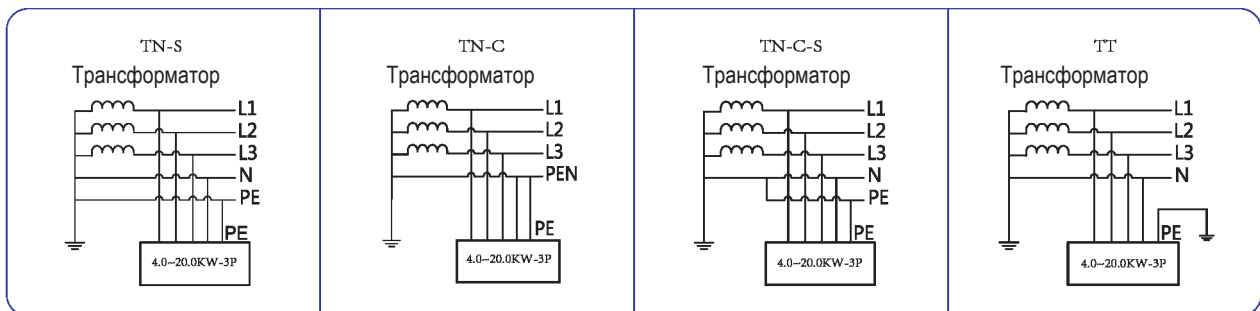 TN-S
Трансформатор
L1
L2
L3
N
PE
PE
4.0~20.0KW-3P
TN-C
Трансформатор
L1
L2
L3
PEN
PE
4.0~20.0KW-3P
TN-C-S
Трансформатор
L1
L2
L3
N
PE
PE
4.0~20.0KW-3P
TT
Трансформатор
L1
L2
L3
N
PE
4.0~20.0KW-3P